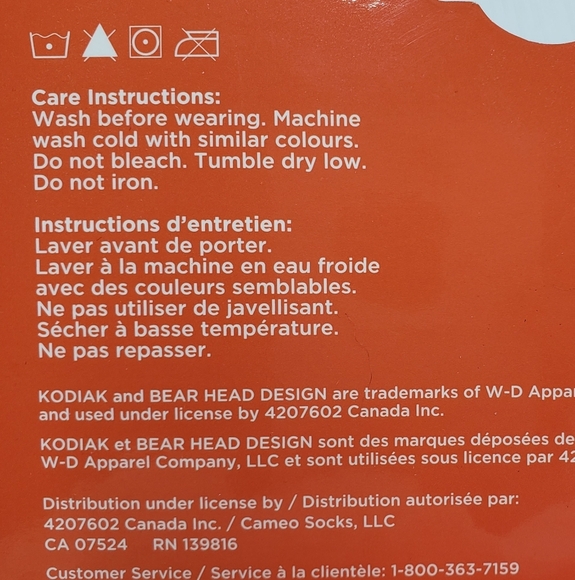 Care Instructions:
Wash before wearing. Machine
wash cold with similar colours.
Do not bleach. Tumble dry low.
Do not iron.
Instructions d'entretien:
Laver avant de porter.
Laver à la machine en eau froide
avec des couleurs semblables.
Ne pas utiliser de javellisant.
Sécher à basse température.
Ne pas repasser.
KODIAK and BEAR HEAD DESIGN are trademarks of W-D Appar
and used under license by 4207602 Canada Inc.
KODIAK et BEAR HEAD DESIGN sont des marques déposées de
W-D Apparel Company, LLC et sont utilisées sous licence par 42
Distribution under license by / Distribution autorisée par:
4207602 Canada Inc. / Cameo Socks, LLC
CA 07524 RN 139816
Customer Service / Service à la clientèle: 1-800-363-7159